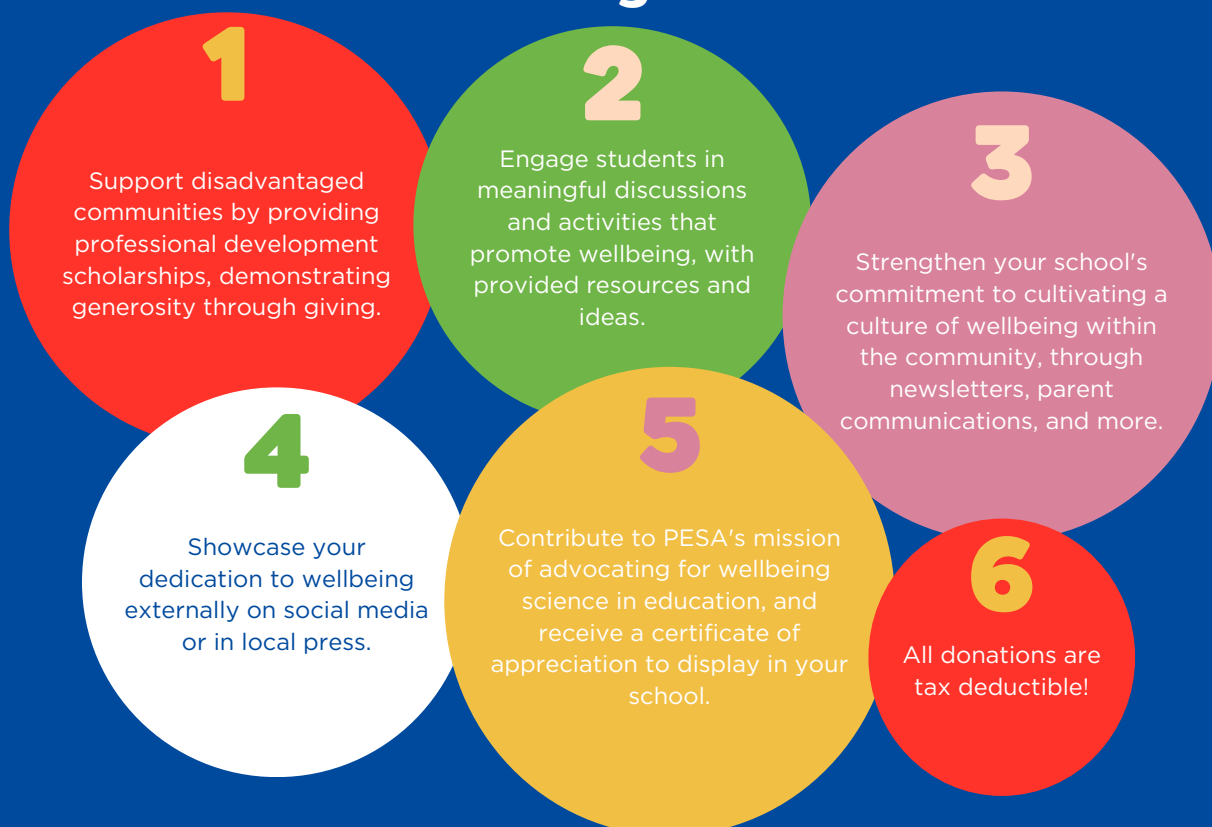 1
Support disadvantaged
communities by providing
professional development
scholarships, demonstrating
generosity through giving.
2
Engage students in
meaningful discussions
and activities that
promote wellbeing, with
provided resources and
ideas.
3
Strengthen your school's
commitment to cultivating a
culture of wellbeing within
the community, through
newsletters, parent
communications, and more.
4
Showcase your
dedication to wellbeing
externally on social media
or in local press.
5
Contribute to PESA's mission
of advocating for wellbeing
science in education, and
receive a certificate of
appreciation to display in your
school.
6
All donations are
tax deductible!